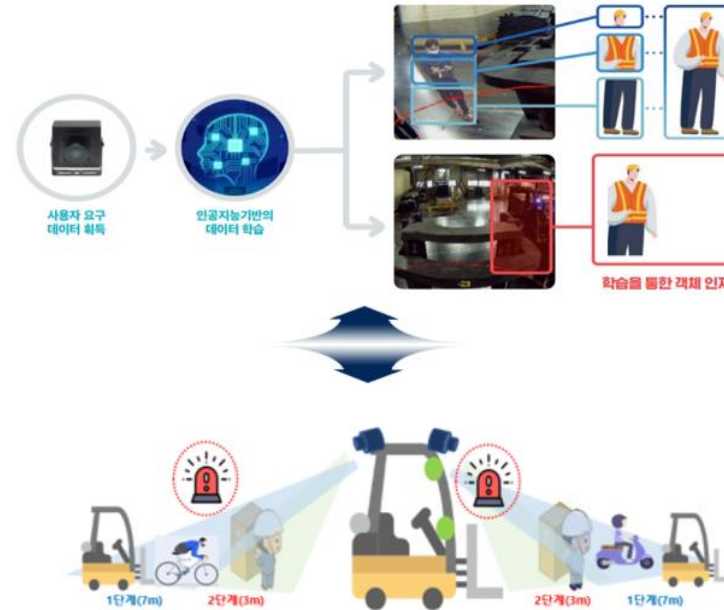 사용자 요구
데이터 획득
인공지능기반의
데이터 학습
학습을 통한 객체 인지
1단계(7m)
2단계(3m)
2단계(3m)
1단계(7m)